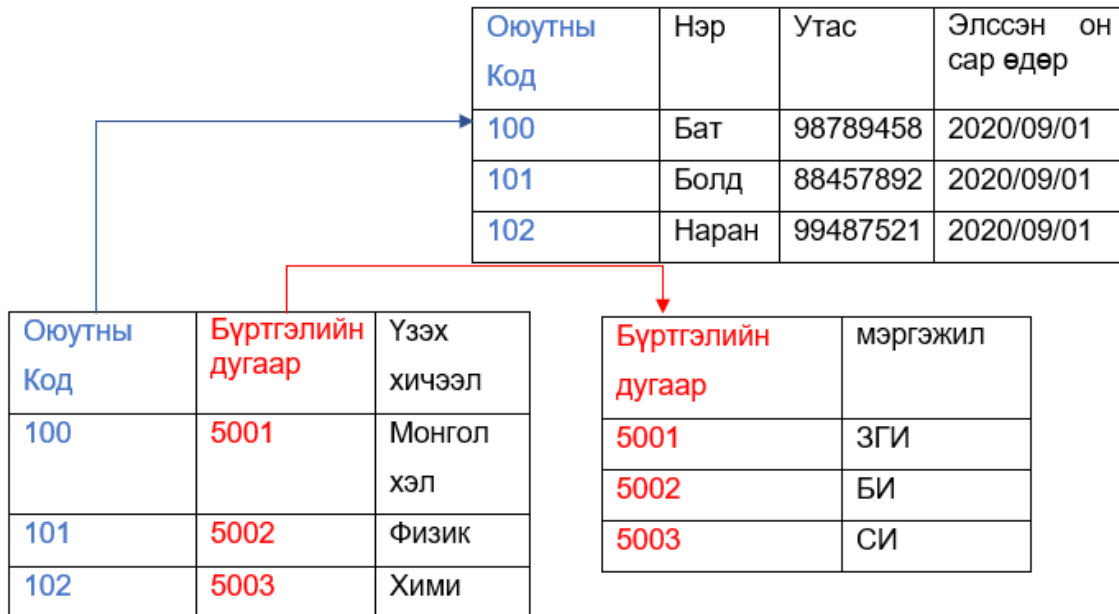 Оюутны Код Нэр Утас Элссэн он сар өдөр
100 Бат 98789458 2020/09/01
101 Болд 88457892 2020/09/01
102 Наран 99487521 2020/09/01
Оюутны Код Бүртгэлийн дугаар Үзэх хичээл
100 5001 Монгол хэл
101 5002 Физик
102 5003 Хими
Бүртгэлийн дугаар мэргэжил
5001 ЗГИ
5002 БИ
5003 СИ